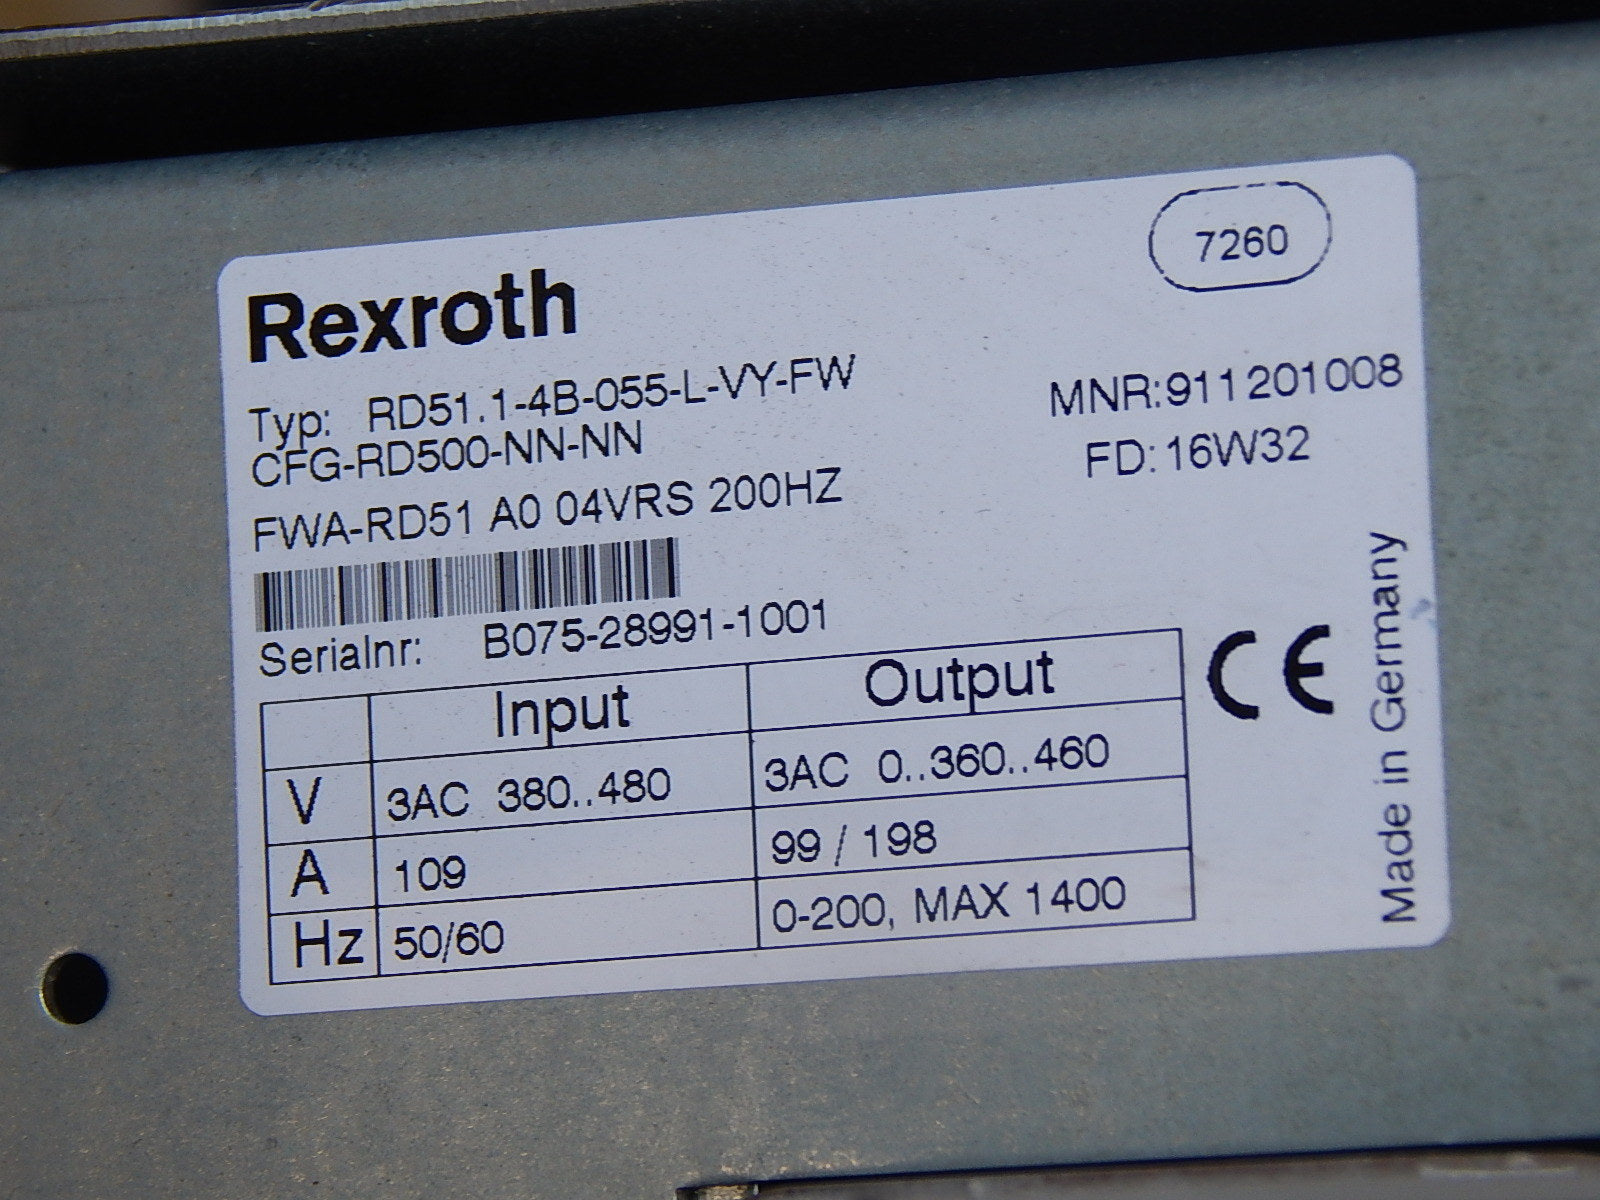 7260
Rexroth
Typ: RD51.1-4B-055-L-VY-FW MNR:911201008
CFG-RD500-NN-NN FD:16W32
FWA-RD51 A0 04VRS 200HZ
Serialnr: B075-28991-1001
Input Output
V 3AC 380..480 3AC 0..360..460
A 109 99 / 198
Hz 50/60 0-200, MAX 1400
CE
Made in Germany